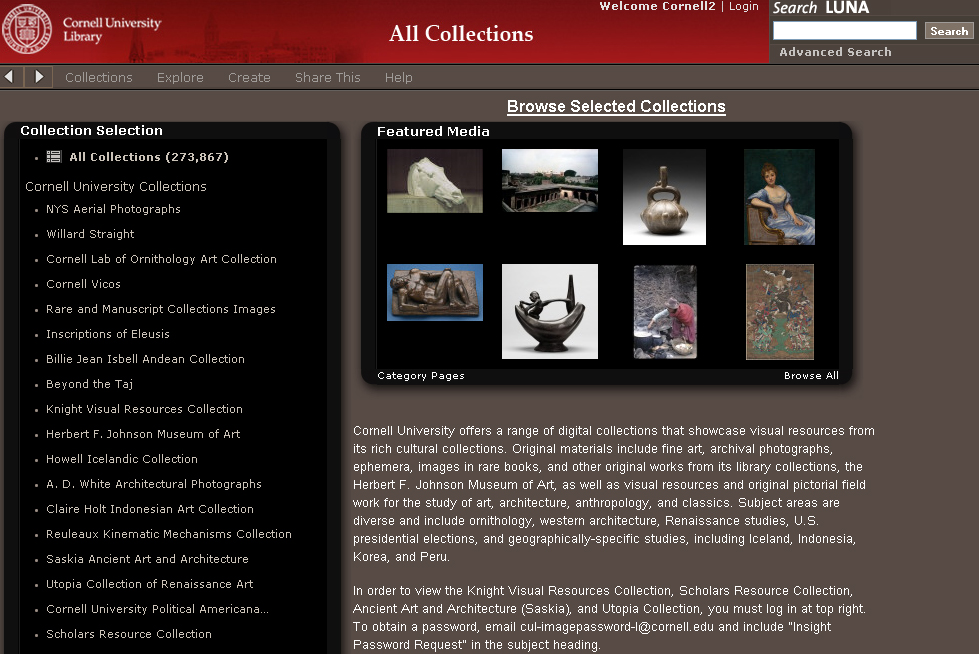 Cornell University
Library
All Collections
Welcome Cornell2 | Login
Search LUNA
Search
Advanced Search
Collections Explore Create Share This Help
Browse Selected Collections
Collection Selection
All Collections (273,867)
Cornell University Collections
NYS Aerial Photographs
Willard Straight
Cornell Lab of Ornithology Art Collection
Cornell Vicos
Rare and Manuscript Collections Images
Inscriptions of Eleusis
Billie Jean Isbell Andean Collection
Beyond the Taj
Knight Visual Resources Collection
Herbert F. Johnson Museum of Art
Howell Icelandic Collection
A. D. White Architectural Photographs
Claire Holt Indonesian Art Collection
Reuleaux Kinematic Mechanisms Collection
Saskia Ancient Art and Architecture
Utopia Collection of Renaissance Art
Cornell University Political Americana...
Scholars Resource Collection
Featured Media
Category Pages
Browse All
Cornell University offers a range of digital collections that showcase visual resources from
its rich cultural collections. Original materials include fine art, archival photographs,
ephemera, images in rare books, and other original works from its library collections, the
Herbert F. Johnson Museum of Art, as well as visual resources and original pictorial field
work for the study of art, architecture, anthropology, and classics. Subject areas are
diverse and include ornithology, western architecture, Renaissance studies, U.S.
presidential elections, and geographically-specific studies, including Iceland, Indonesia,
Korea, and Peru.
In order to view the Knight Visual Resources Collection, Scholars Resource Collection,
Ancient Art and Architecture (Saskia), and Utopia Collection, you must log in at top right.
To obtain a password, email cul-imagepassword-l@cornell.edu and include "Insight
Password Request" in the subject heading.